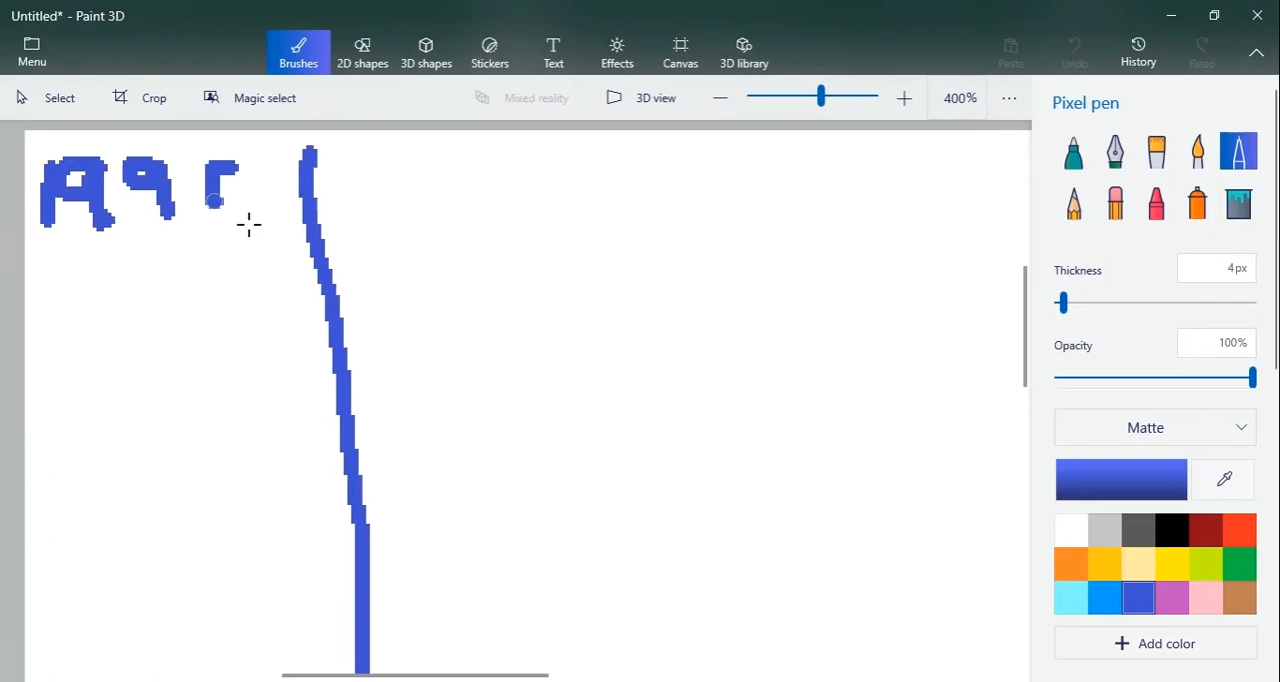 Untitled* - Paint 3D
Menu
Brushes
2D shapes
3D shapes
Stickers
Text
Effects
Canvas
3D library
Paste
Undo
History
Redo
Select
Crop
Magic select
Mixed reality
3D view
400%
Pixel pen
Thickness
4px
Opacity
100%
Matte
Add color